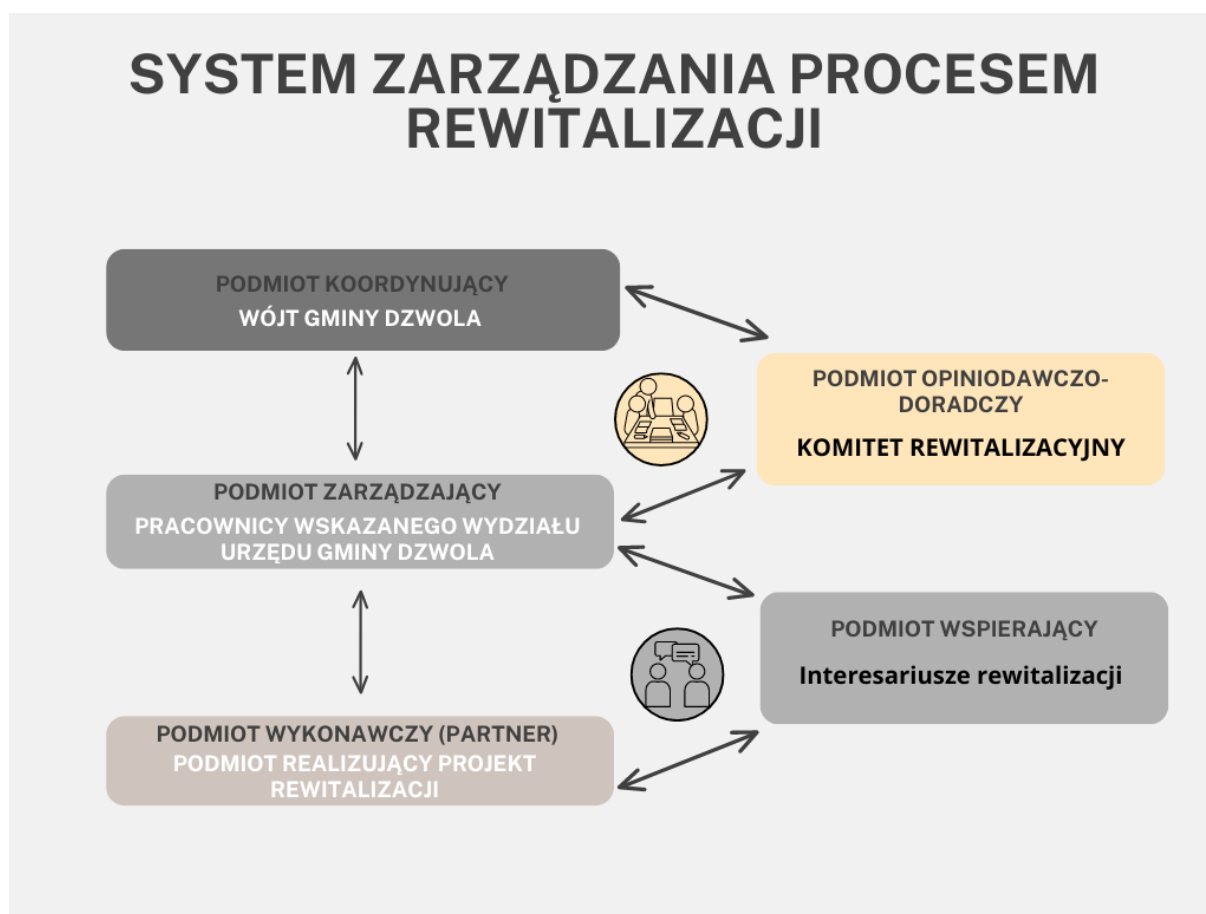 SYSTEM ZARZĄDZANIA PROCESEM
REWITALIZACJI
PODMIOT KOORDYNUJĄCY
WÓJT GMINY DZWOLA
PODMIOT OPINIODAWCZO-
DORADCZY
KOMITET REWITALIZACYJNY
PODMIOT ZARZĄDZAJĄCY
PRACOWNICY WSKAZANEGO WYDZIAŁU
URZĘDU GMINY DZWOLA
PODMIOT WSPIERAJĄCY
Interesariusze rewitalizacji
PODMIOT WYKONAWCZY (PARTNER)
PODMIOT REALIZUJĄCY PROJEKT
REWITALIZACJI